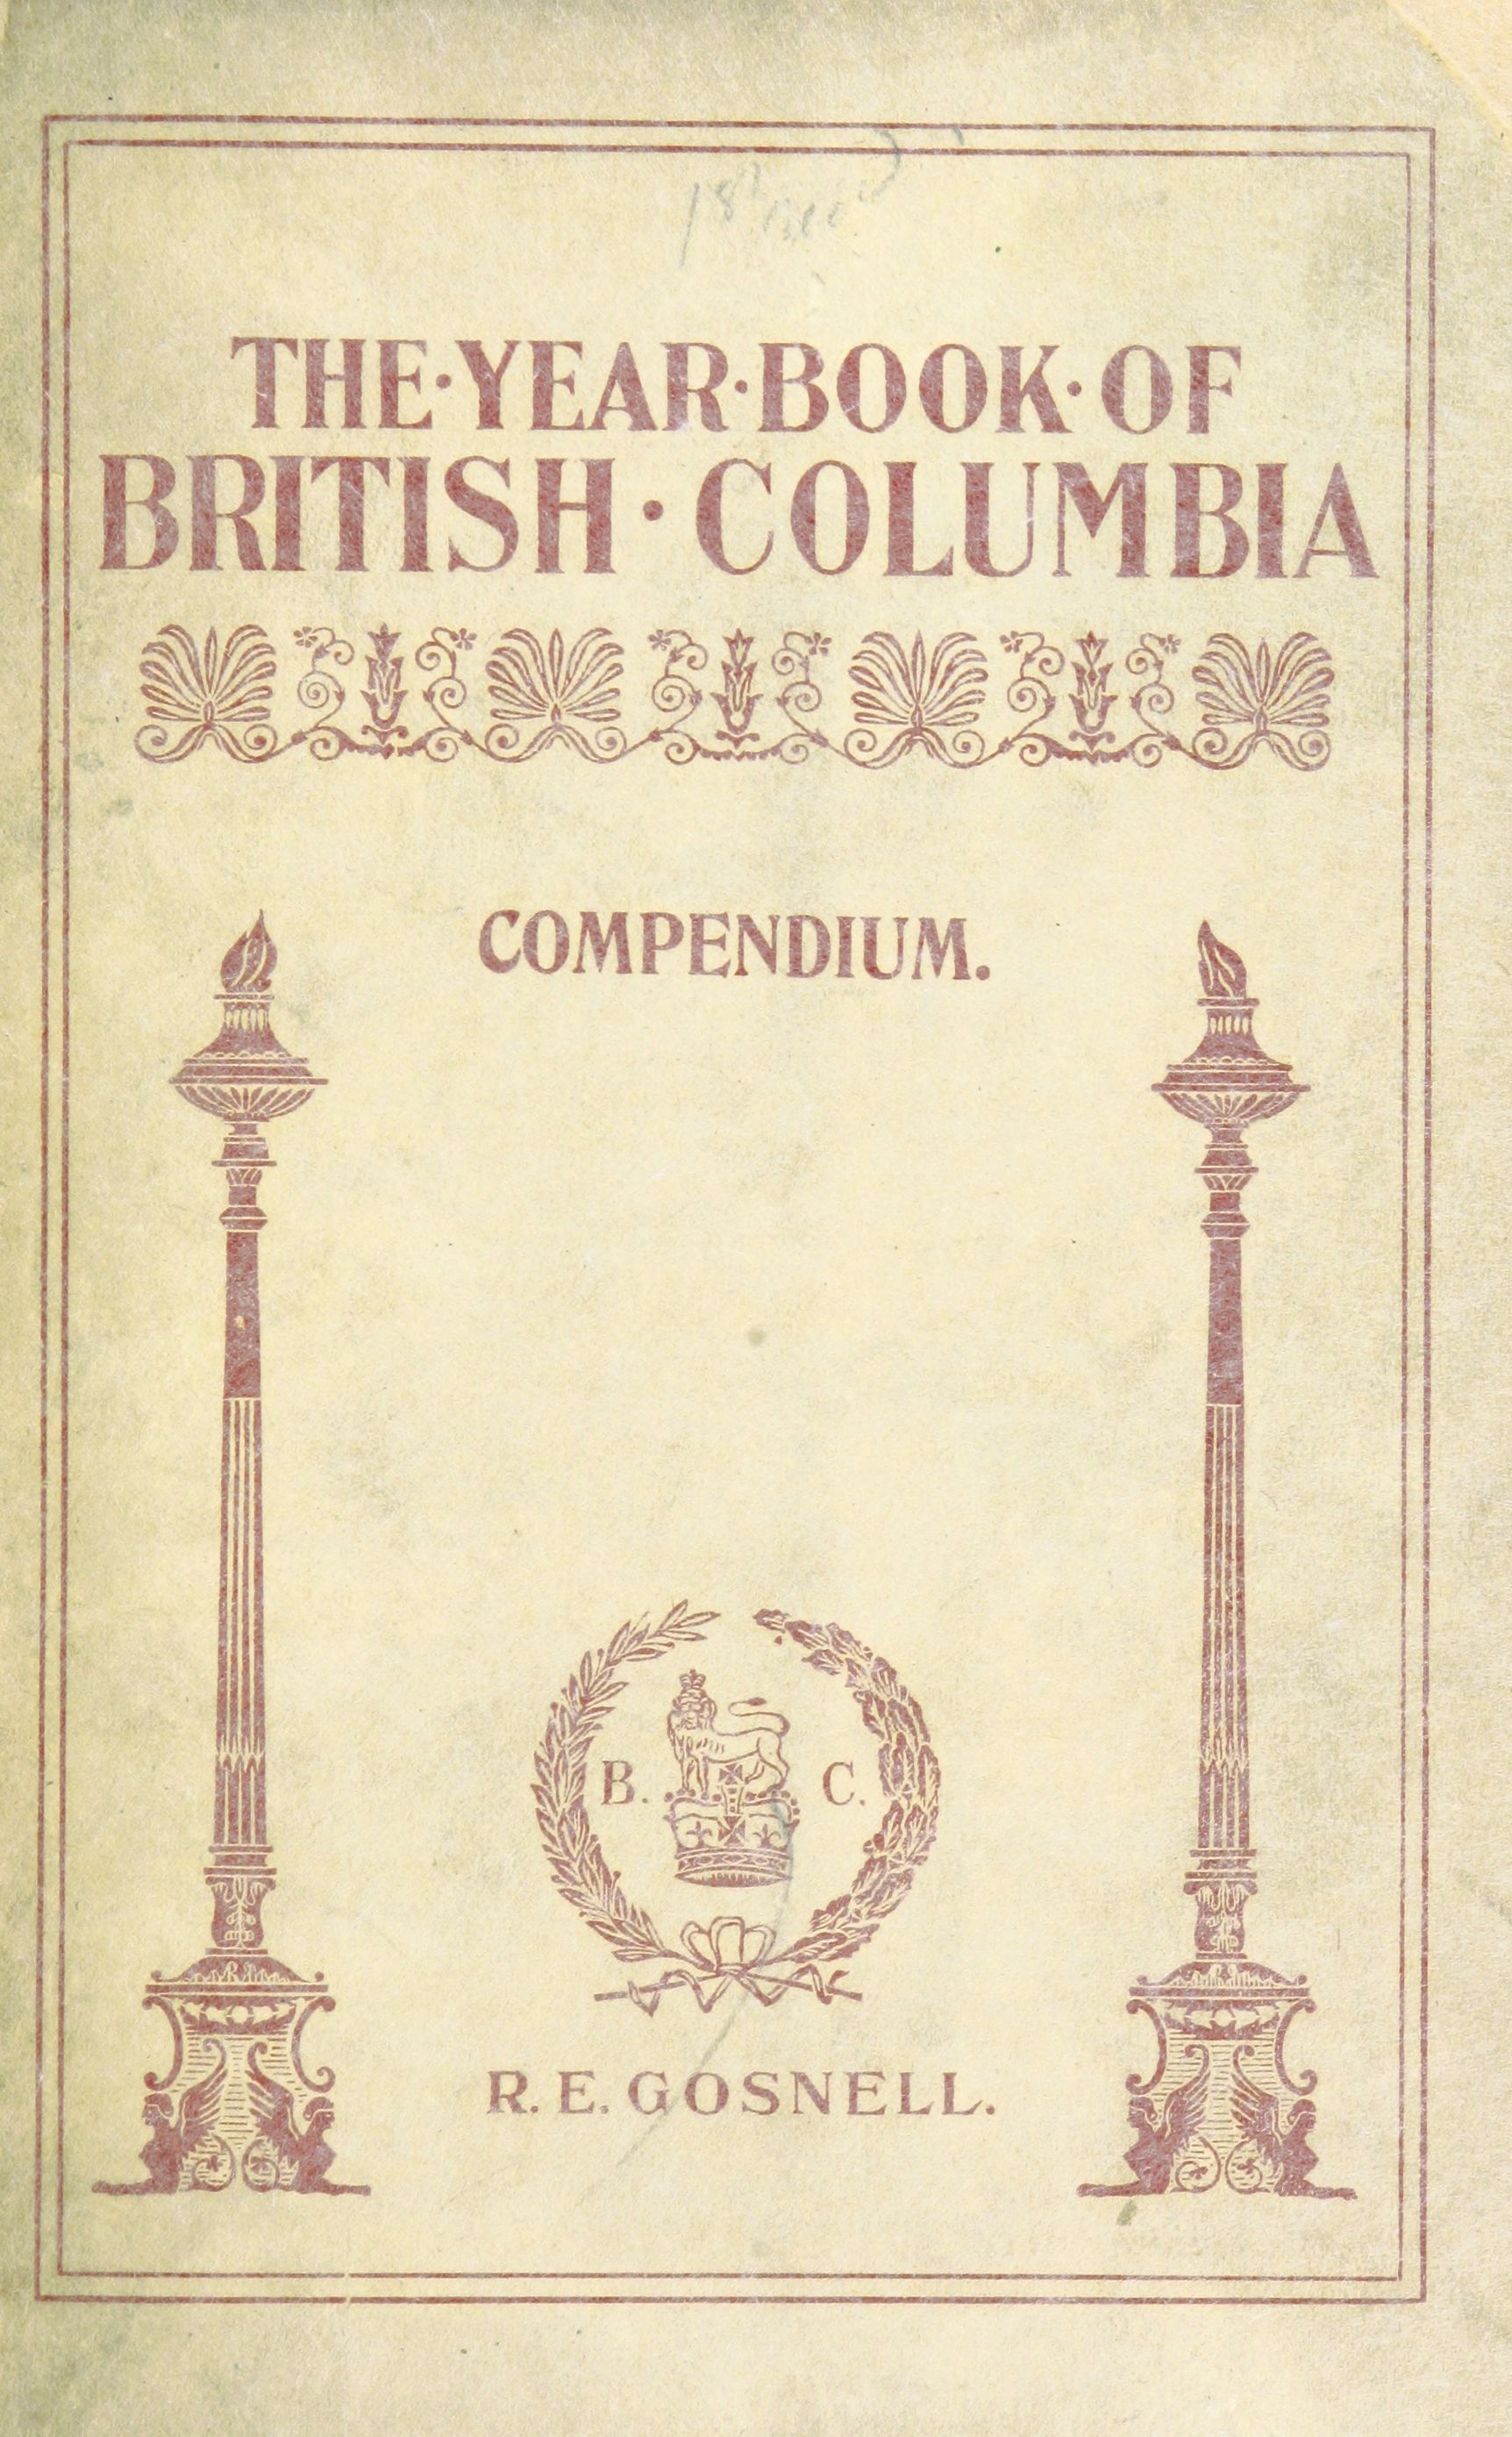 THE·YEAR·BOOK·OF
BRITISH·COLUMBIA
COMPENDIUM.
B. C.
R. E. GOSNELL.